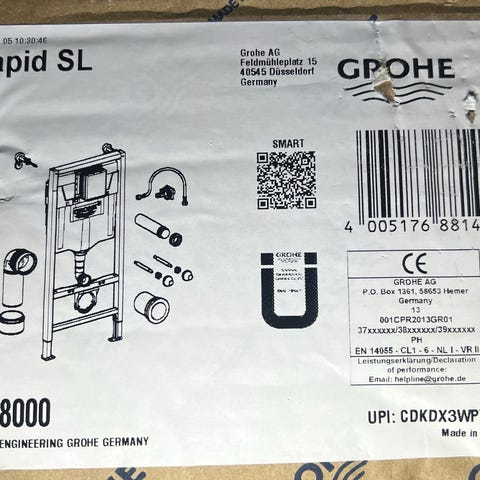 05 10:30:46
apid SL
Grohe AG
Feldmühleplatz 15
40545 Düsseldorf
Germany
GROHE
SMART
4 005176 8814
GROHE
GROHE AG
P.O. Box 1361, 58653 Hemer
Germany
13
001CPR2013GR01
37xxxxxx/38xxxxxx/39xxxxxx
PH
EN 14055 - CL1 - 6 - NL I - VR II
Leistungserklärung/Declaration
of performance:
Email: helpline@grohe.de
8000
ENGINEERING GROHE GERMANY
UPI: CDKDX3WP
Made in